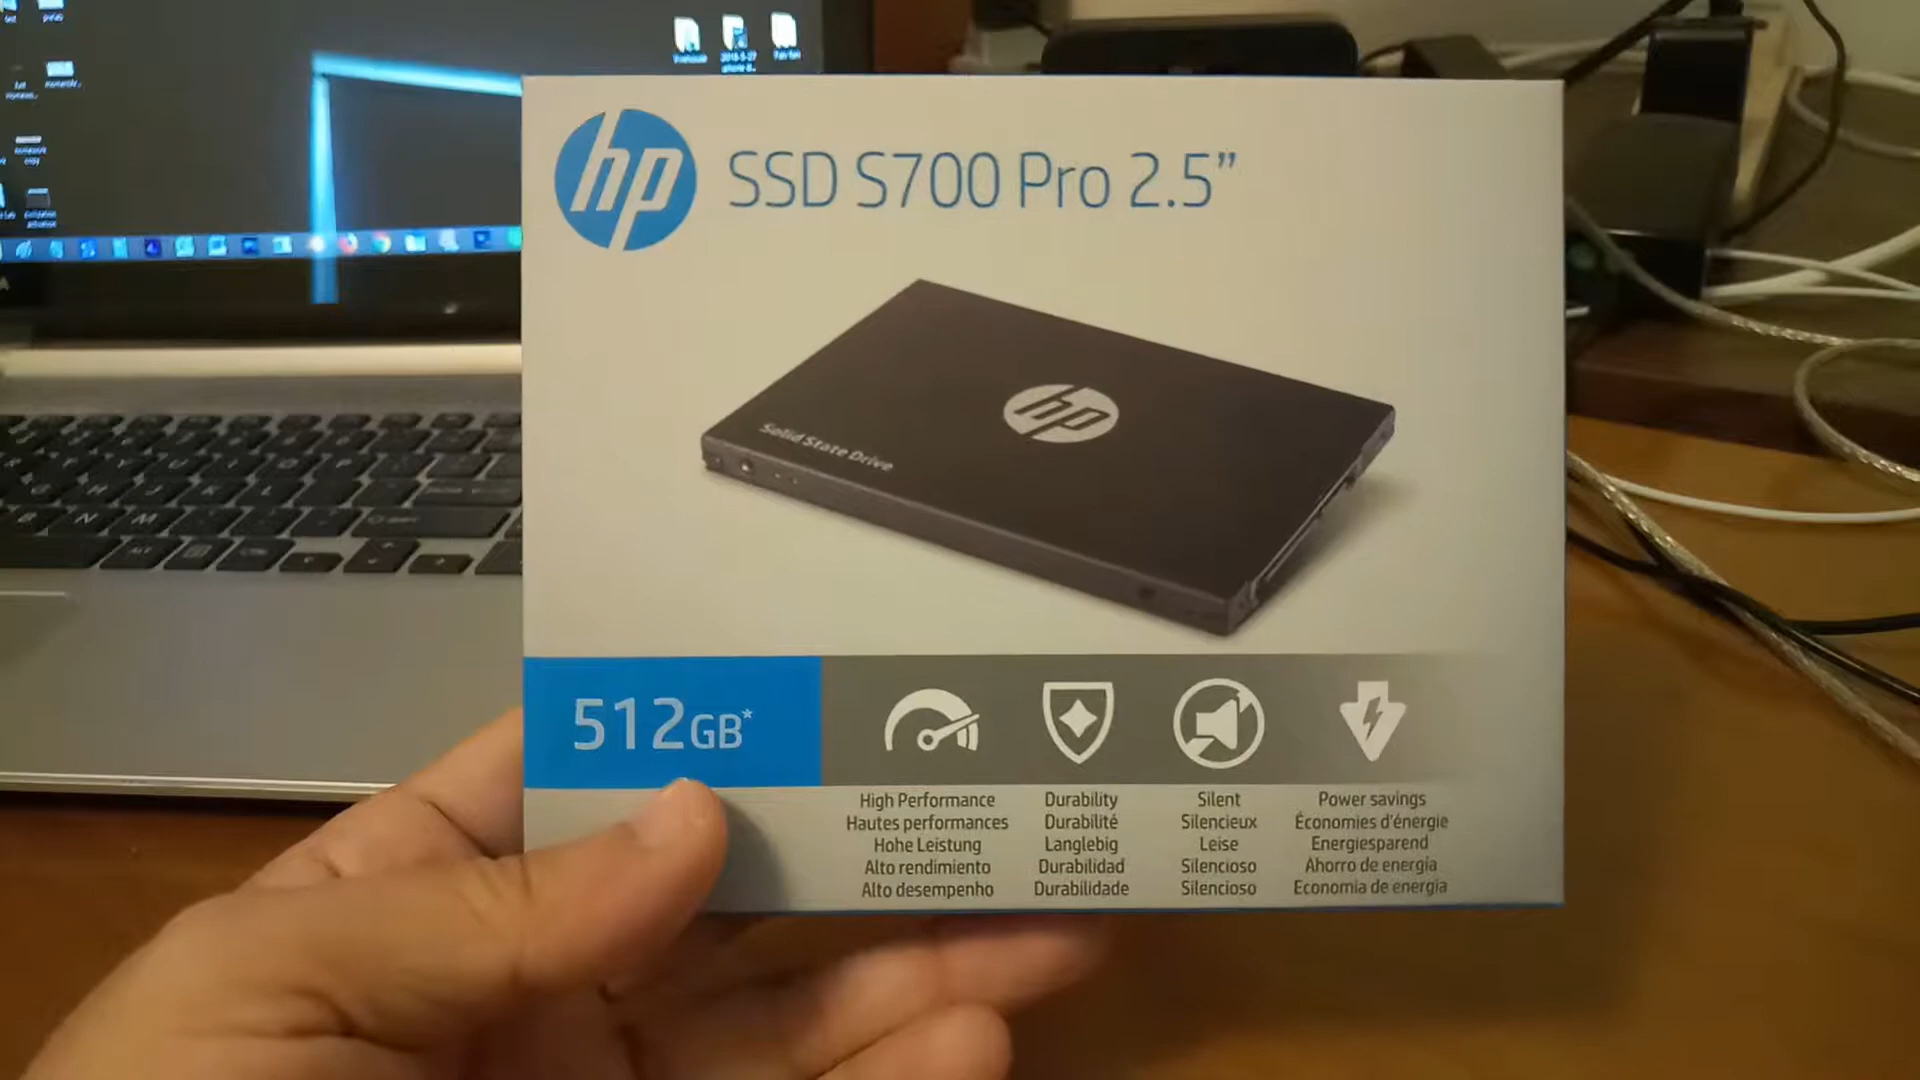 hp
SSD S700 Pro 2.5”
hp
Solid State Drive
512GB*
High Performance
Hautes performances
Hohe Leistung
Alto rendimiento
Alto desempenho
Durability
Durabilité
Langlebig
Durabilidad
Durabilidade
Silent
Silencieux
Leise
Silencioso
Silencioso
Power savings
Économies d'énergie
Energiesparend
Ahorro de energía
Economia de energia